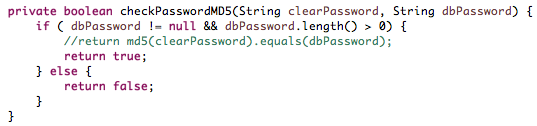 private boolean checkPasswordMD5(String clearPassword, String dbPassword) {
    if ( dbPassword != null && dbPassword.length() > 0) {
        //return md5(clearPassword).equals(dbPassword);
        return true;
    } else {
        return false;
    }
}